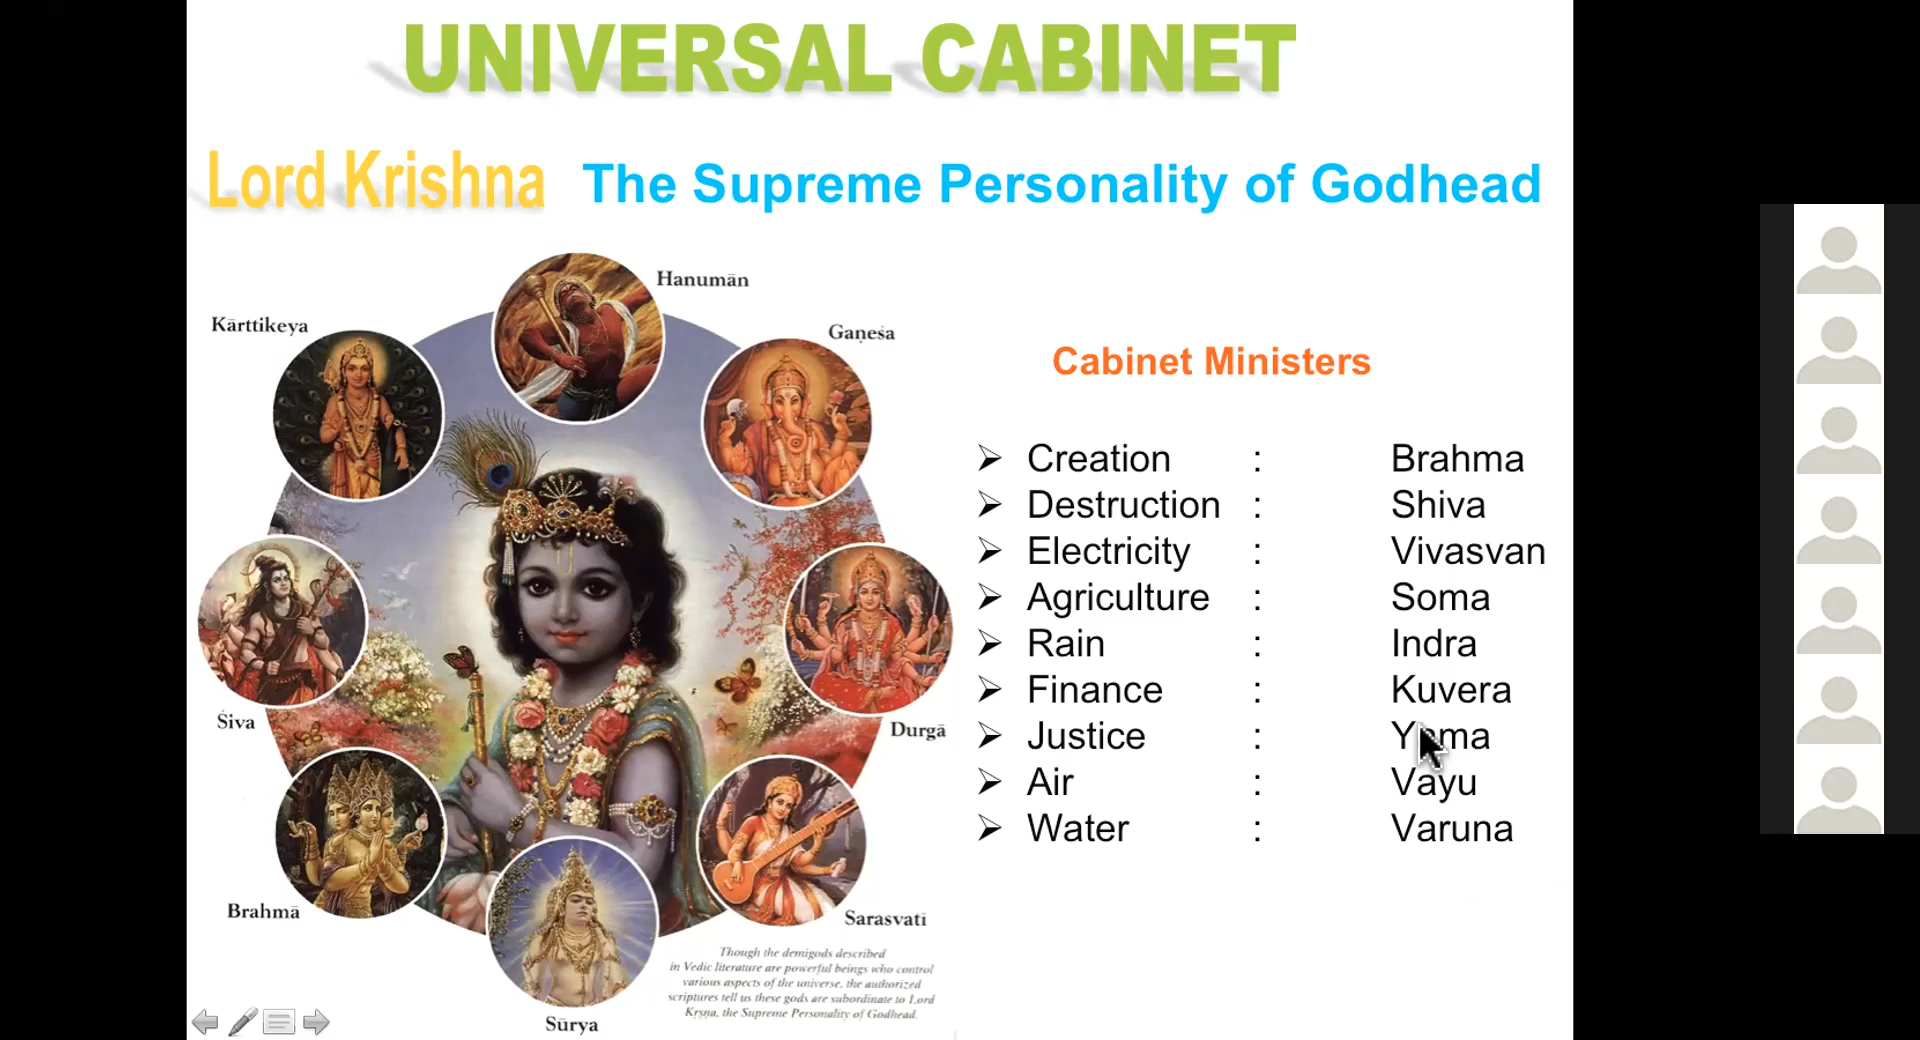 UNIVERSAL CABINET
Lord Krishna The Supreme Personality of Godhead
Hanumān
Kārttikeya
Gaṇeśa
Śiva
Durgā
Brahmā
Sarasvatī
Sūrya
Though the demigods described
in Vedic literature are powerful beings who control
various aspects of the universe, the authorized
scriptures tell us these gods are subordinate to Lord
Kṛṣṇa, the Supreme Personality of Godhead.
Cabinet Ministers
➢ Creation : Brahma
➢ Destruction : Shiva
➢ Electricity : Vivasvan
➢ Agriculture : Soma
➢ Rain : Indra
➢ Finance : Kuvera
➢ Justice : Yama
➢ Air : Vayu
➢ Water : Varuna